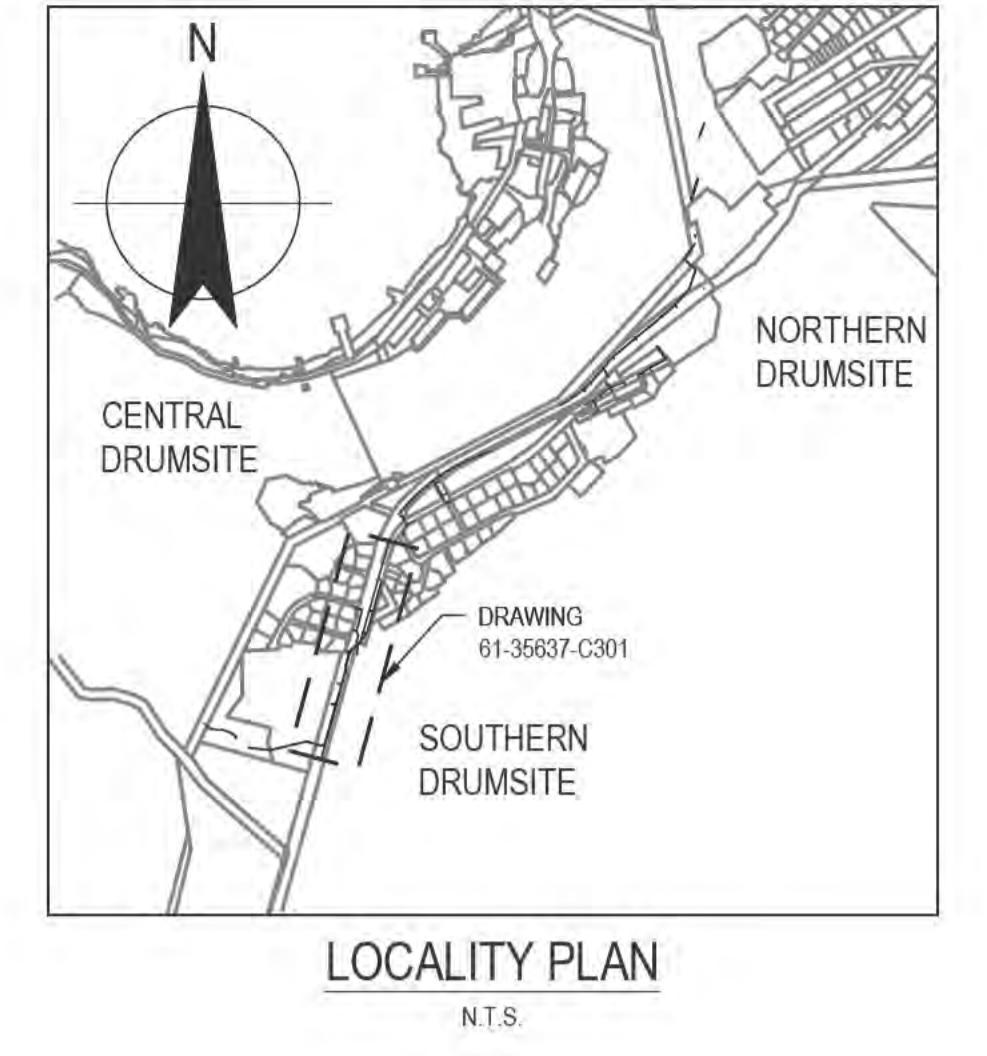 N
NORTHERN
DRUMSITE
CENTRAL
DRUMSITE
DRAWING
61-35637-C301
SOUTHERN
DRUMSITE
LOCALITY PLAN
N.T.S.